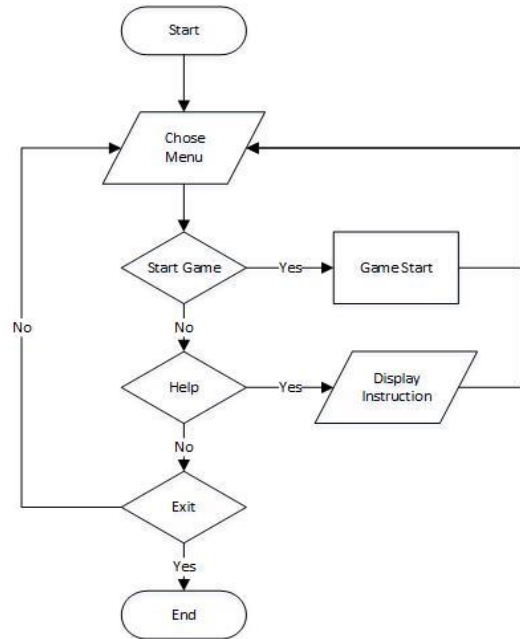 Start
Chose
Menu
Start Game
Yes
Game Start
No
No
Help
Yes
Display
Instruction
No
Exit
Yes
End